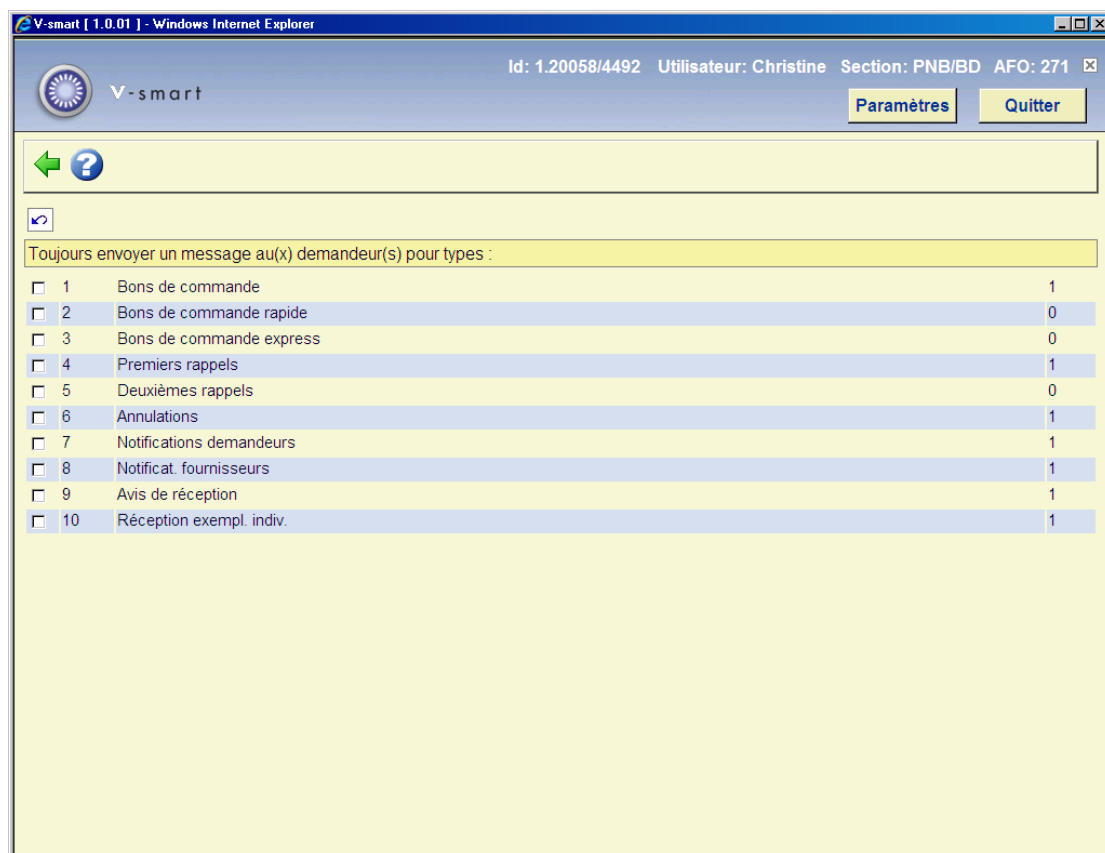 V-smart [ 1.0.01 ] - Windows Internet Explorer
Id: 1.20058/4492 Utilisateur: Christine Section: PNB/BD AFO: 271
V-smart
Paramètres Quitter
Toujours envoyer un message au(x) demandeur(s) pour types :
1 Bons de commande 1
2 Bons de commande rapide 0
3 Bons de commande express 0
4 Premiers rappels 1
5 Deuxièmes rappels 0
6 Annulations 1
7 Notifications demandeurs 1
8 Notificat. fournisseurs 1
9 Avis de réception 1
10 Réception exempl. indiv. 1